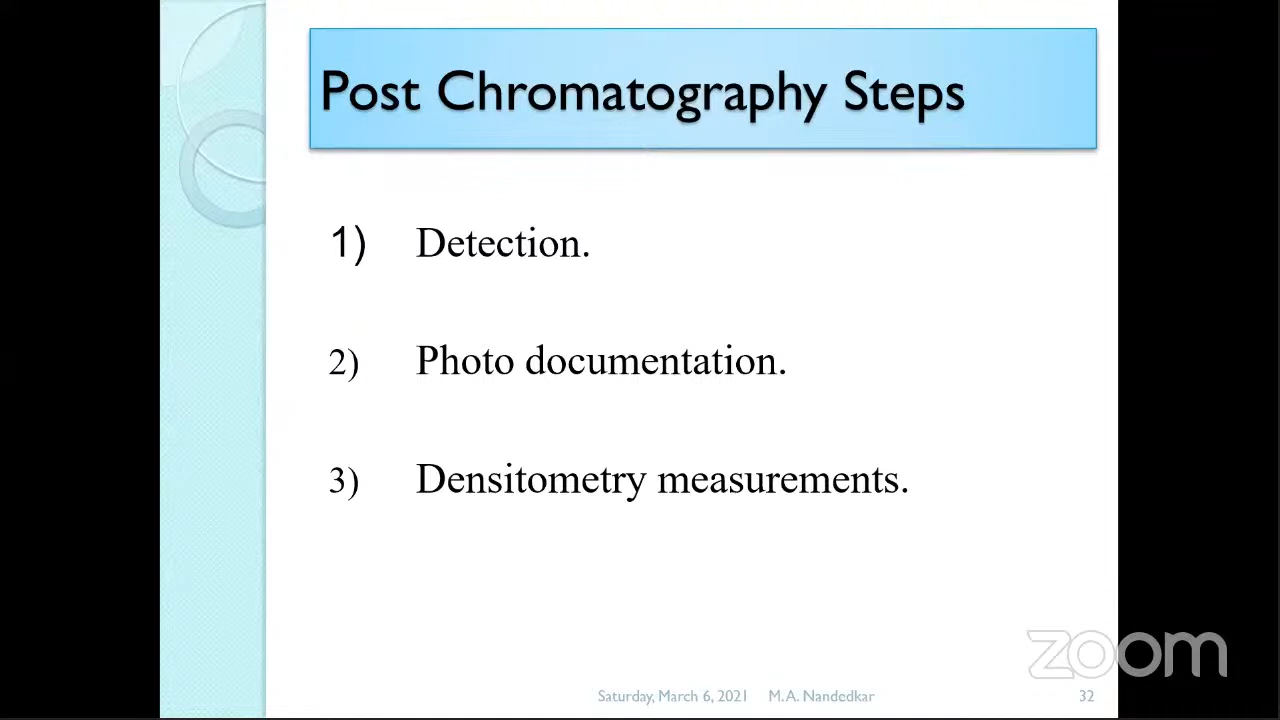 Post Chromatography Steps
1) Detection.
2) Photo documentation.
3) Densitometry measurements.
zoom
Saturday, March 6, 2021 M.A. Nandedkar 32